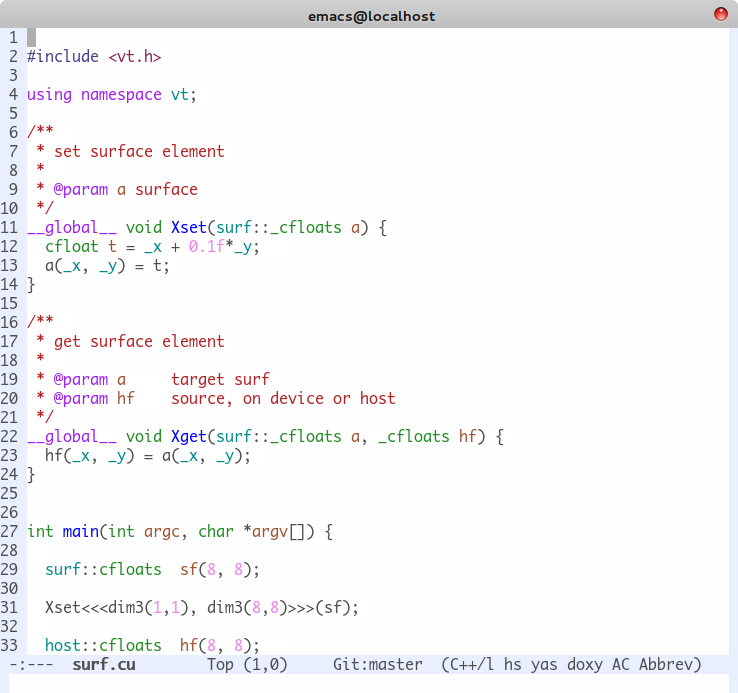 emacs@localhost
1
2 #include <vt.h>
3
4 using namespace vt;
5
6 /**
7  * set surface element
8  *
9  * @param a surface
10  */
11 __global__ void Xset(surf::_cfloats a) {
12   cfloat t = _x + 0.1f*_y;
13   a(_x, _y) = t;
14 }
15
16 /**
17  * get surface element
18  *
19  * @param a     target surf
20  * @param hf    source, on device or host
21  */
22 __global__ void Xget(surf::_cfloats a, _cfloats hf) {
23   hf(_x, _y) = a(_x, _y);
24 }
25
26
27 int main(int argc, char *argv[]) {
28
29   surf::cfloats  sf(8, 8);
30
31   Xset<<<dim3(1,1), dim3(8,8)>>>(sf);
32
33   host::cfloats  hf(8, 8);
-:---  surf.cu        Top (1,0)     Git:master  (C++/l hs yas doxy AC Abbrev)